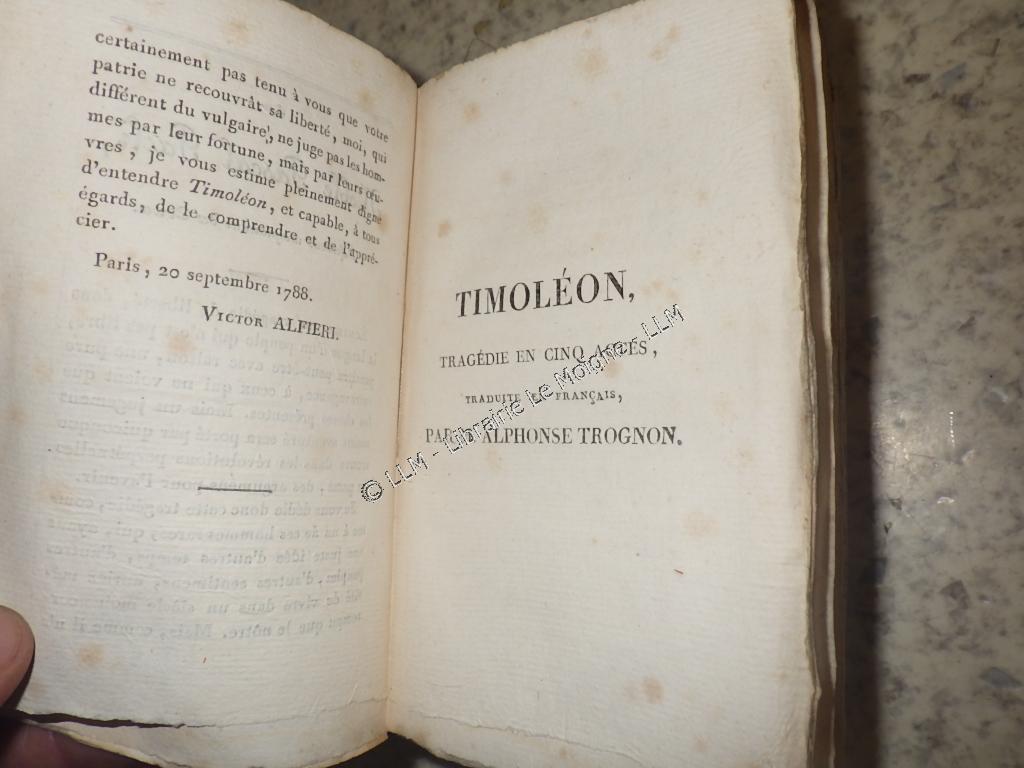 certainement pas tenu à vous que votre
patrie ne recouvrât sa liberté, moi, qui
différent du vulgaire, ne juge pas les hom-
mes par leur fortune, mais par leurs œu-
vres, je vous estime pleinement digne
d'entendre Timoléon, et capable, à tous
égards, de le comprendre et de l'appré-
cier.
Paris, 20 septembre 1788.
Victor ALFIERI.
TIMOLÉON,
TRAGÉDIE EN CINQ ACTES,
TRADUITE EN FRANÇAIS,
PAR ALPHONSE TROGNON.
© LLM - Librairie Le Moigne - LLM